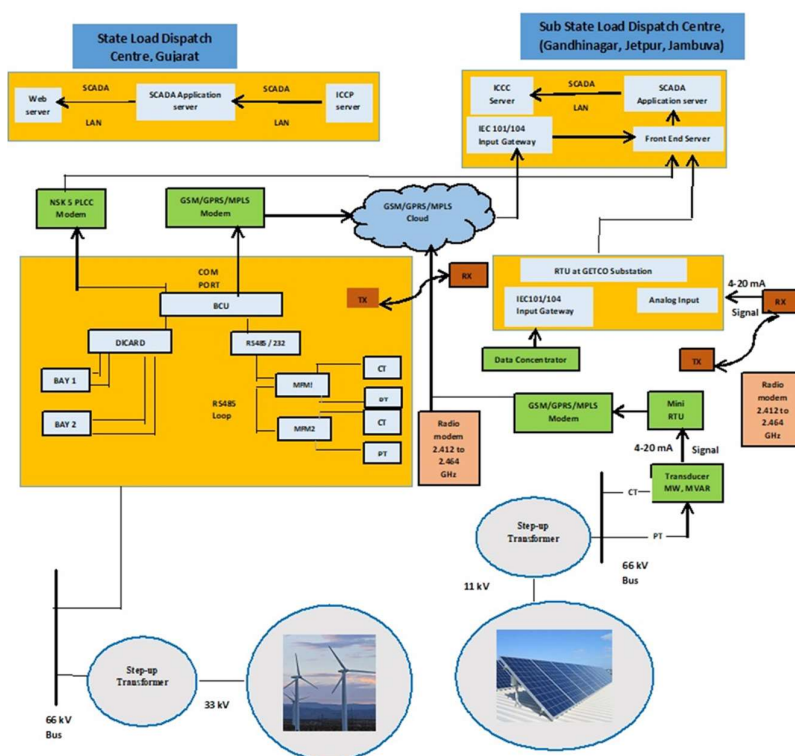 State Load Dispatch
Centre, Gujarat
Sub State Load Dispatch Centre,
(Gandhinagar, Jetpur, Jambuva)
Web
server
SCADA
LAN
SCADA Application
server
SCADA
LAN
ICCP
server
ICCC
Server
SCADA
LAN
SCADA
Application server
IEC 101/104
Input Gateway
Front End Server
NSK 5 PLCC
Modem
GSM/GPRS/MPLS
Modem
GSM/GPRS/MPLS
Cloud
COM
PORT
BCU
TX
RX
RTU at GETCO Substation
IEC101/104
Input Gateway
Analog Input
4-20 mA
Signal
RX
DICARD
RS485 / 232
BAY 1
BAY 2
RS485
Loop
MFM1
MFM2
CT
PT
CT
PT
Data Concentrator
TX
GSM/GPRS/MPLS
Modem
Mini
RTU
Radio
modem
2.412 to
2.464
GHz
Radio
modem
2.412 to
2.464
GHz
4-20 mA
Signal
Transducer
MW, MVAR
CT
PT
Step-up
Transformer
66 kV
Bus
11 kV
Step-up
Transformer
33 kV
66 kV
Bus